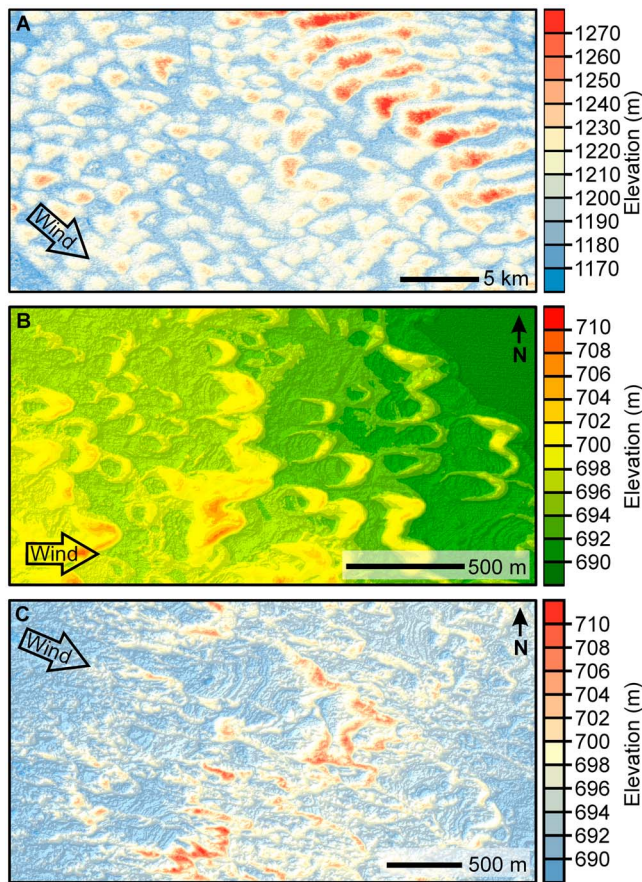 A
Wind
5 km
1270
1260
1250
1240
1230
1220
1210
1200
1190
1180
1170
Elevation (m)
B
N
Wind
500 m
710
708
706
704
702
700
698
696
694
692
690
Elevation (m)
C
Wind
N
500 m
710
708
706
704
702
700
698
696
694
692
690
Elevation (m)